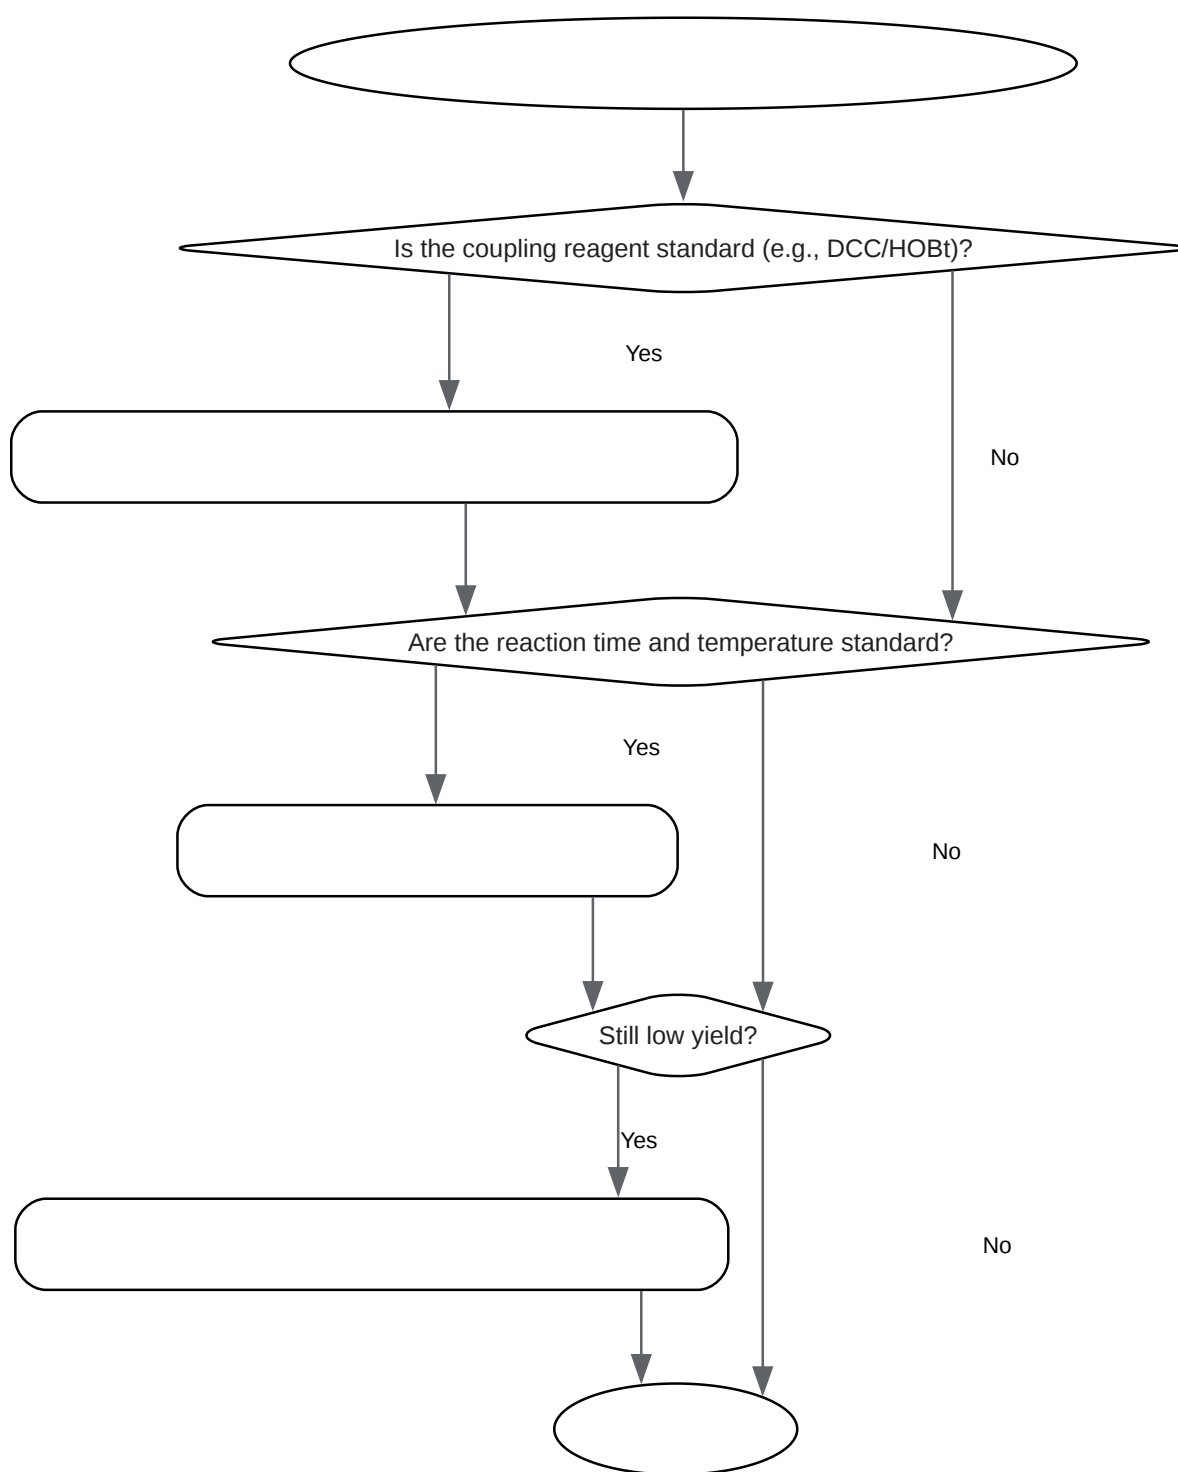 Is the coupling reagent standard (e.g., DCC/HOBt)?
Yes
No
Are the reaction time and temperature standard?
Yes
No
Still low yield?
Yes
No